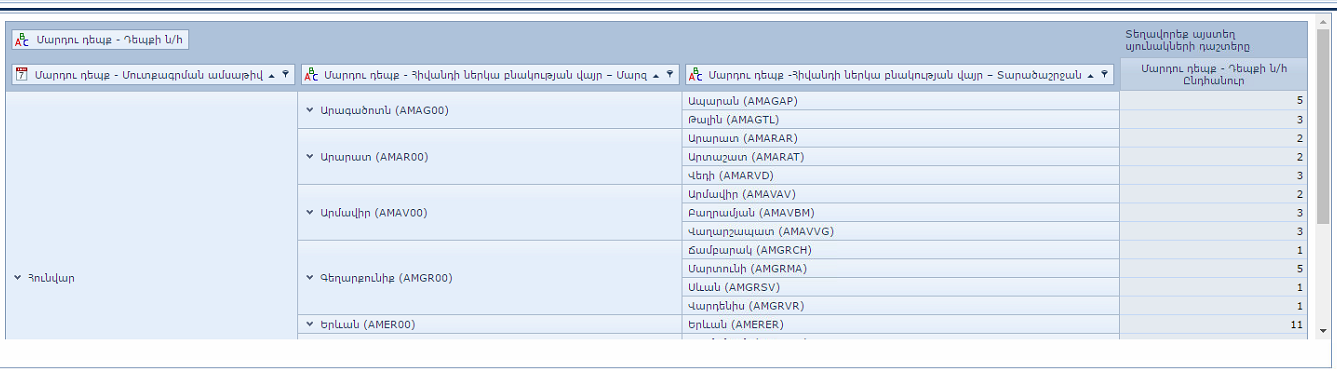 Մարդու դեպք - Դեպքի ն/հ
Տեղավորեք այստեղ
սյունակների դաշտերը
Մարդու դեպք - Մուտքագրման ամսաթիվ
Մարդու դեպք - Հիվանդի ներկա բնակության վայր – Մարզ
Մարդու դեպք -Հիվանդի ներկա բնակության վայր – Տարածաշրջան
Մարդու դեպք - Դեպքի ն/հ
Ընդհանուր
Արագածոտն (AMAG00)
Ապարան (AMAGAP)
5
Թալին (AMAGTL)
3
Արարատ (AMAR00)
Արարատ (AMARAR)
2
Արտաշատ (AMARAT)
2
Վեդի (AMARVD)
3
Արմավիր (AMAV00)
Արմավիր (AMAVAV)
2
Բաղրամյան (AMAVBM)
3
Վաղարշապատ (AMAVVG)
3
Հունվար
Գեղարքունիք (AMGR00)
Ճամբարակ (AMGRCH)
1
Մարտունի (AMGRMA)
5
Սևան (AMGRSV)
1
Վարդենիս (AMGRVR)
1
Երևան (AMER00)
Երևան (AMERER)
11